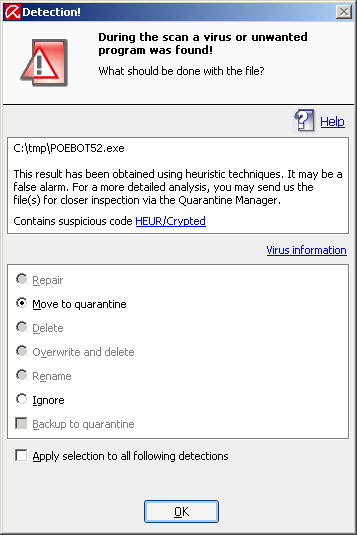 Detection!
During the scan a virus or unwanted
program was found!
What should be done with the file?
Help
C:\tmp\POEBOT52.exe
This result has been obtained using heuristic techniques. It may be a
false alarm. For a more detailed analysis, you may send us the
file(s) for closer inspection via the Quarantine Manager.
Contains suspicious code HEUR/Crypted
Virus information
Repair
Move to quarantine
Delete
Overwrite and delete
Rename
Ignore
Backup to quarantine
Apply selection to all following detections
OK